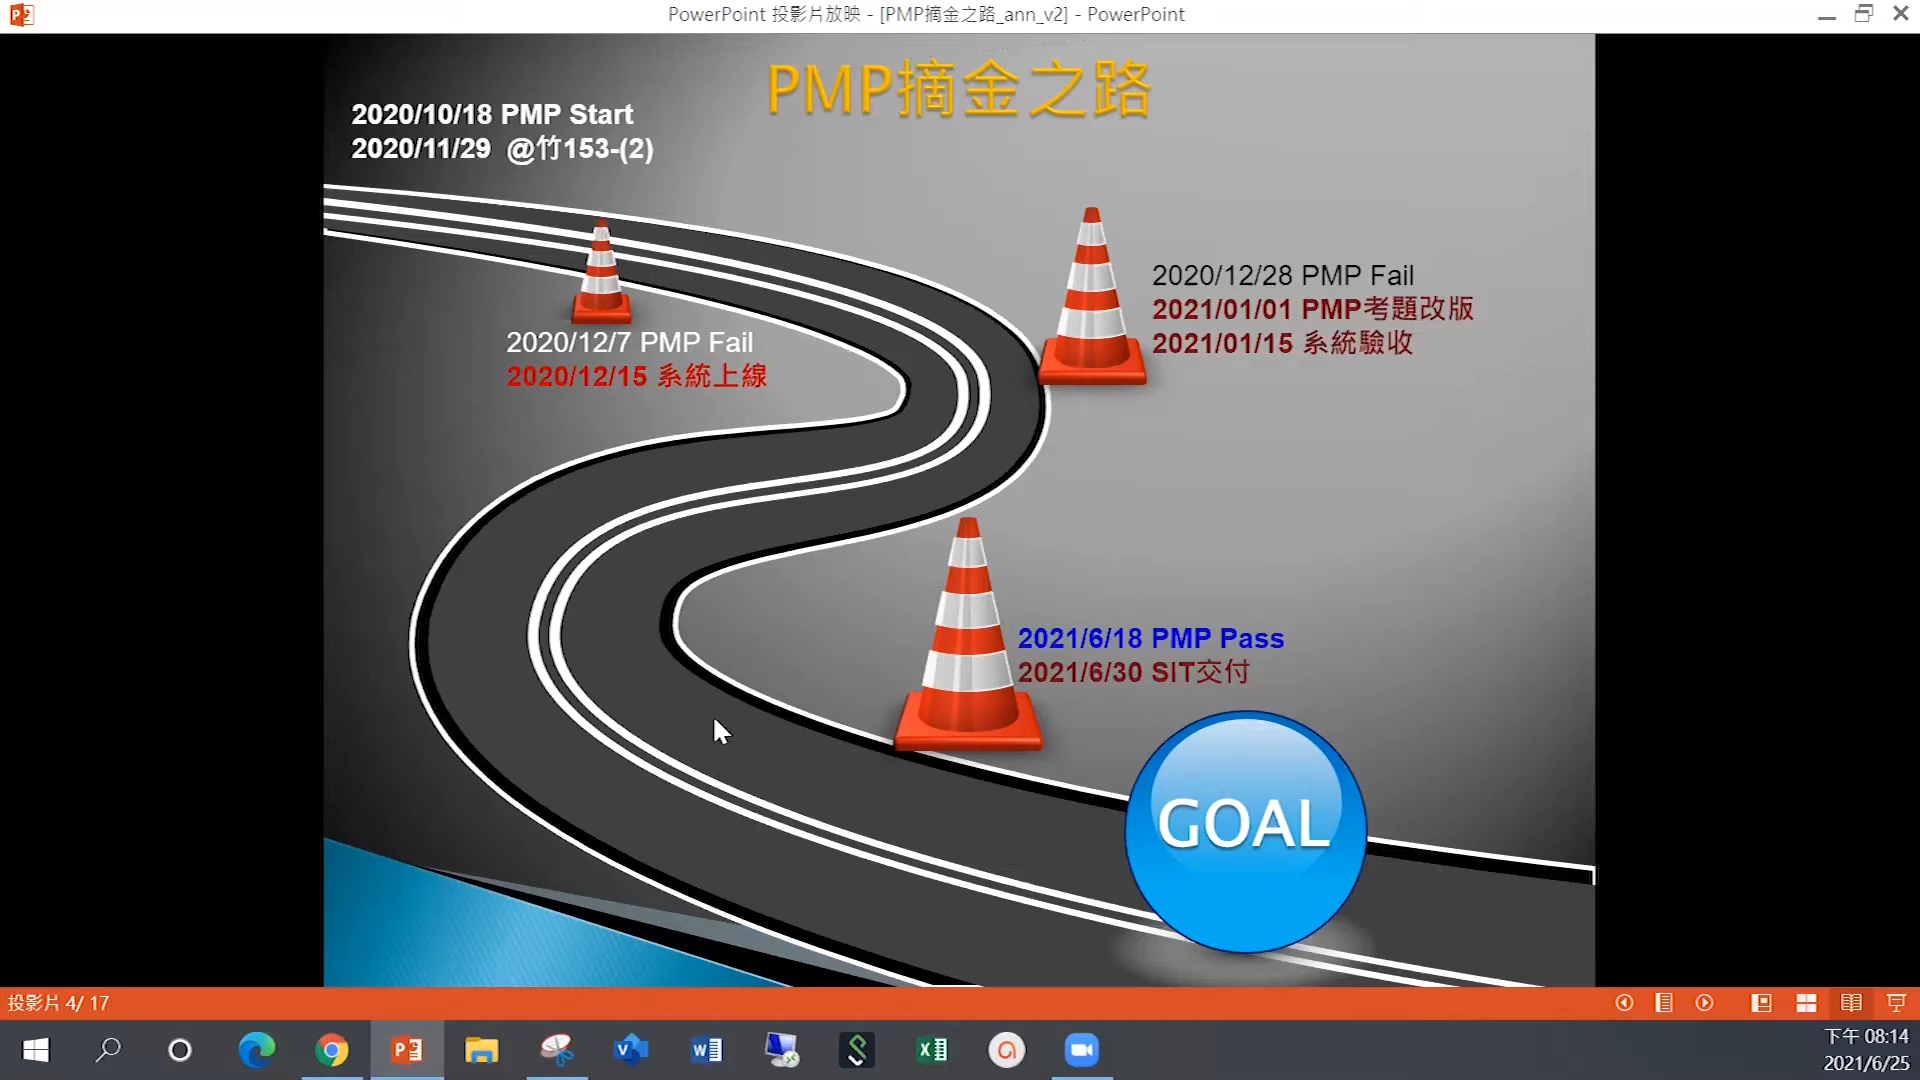 PowerPoint 投影片放映 - [PMP摘金之路_ann_v2] - PowerPoint
PMP摘金之路
2020/10/18 PMP Start
2020/11/29 @竹153-(2)
2020/12/28 PMP Fail
2021/01/01 PMP考題改版
2021/01/15 系統驗收
2020/12/7 PMP Fail
2020/12/15 系統上線
2021/6/18 PMP Pass
2021/6/30 SIT交付
GOAL
投影片 4/ 17
下午 08:14
2021/6/25